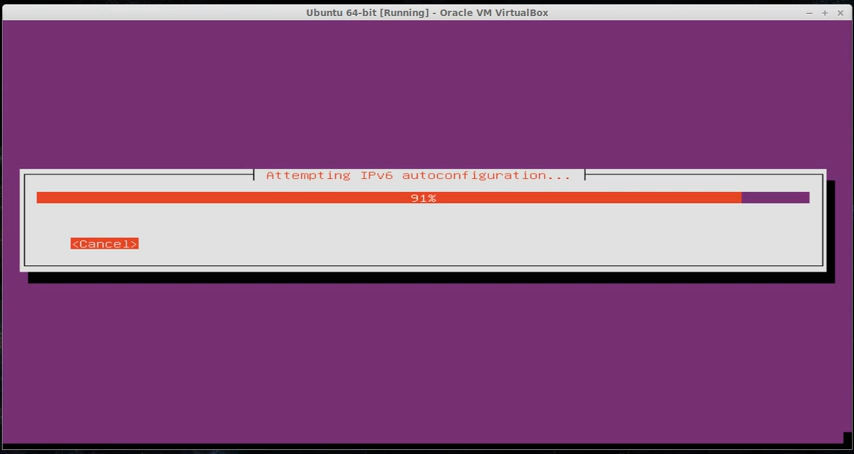 Ubuntu 64-bit [Running] - Oracle VM VirtualBox
Attempting IPv6 autoconfiguration...
91%
<Cancel>